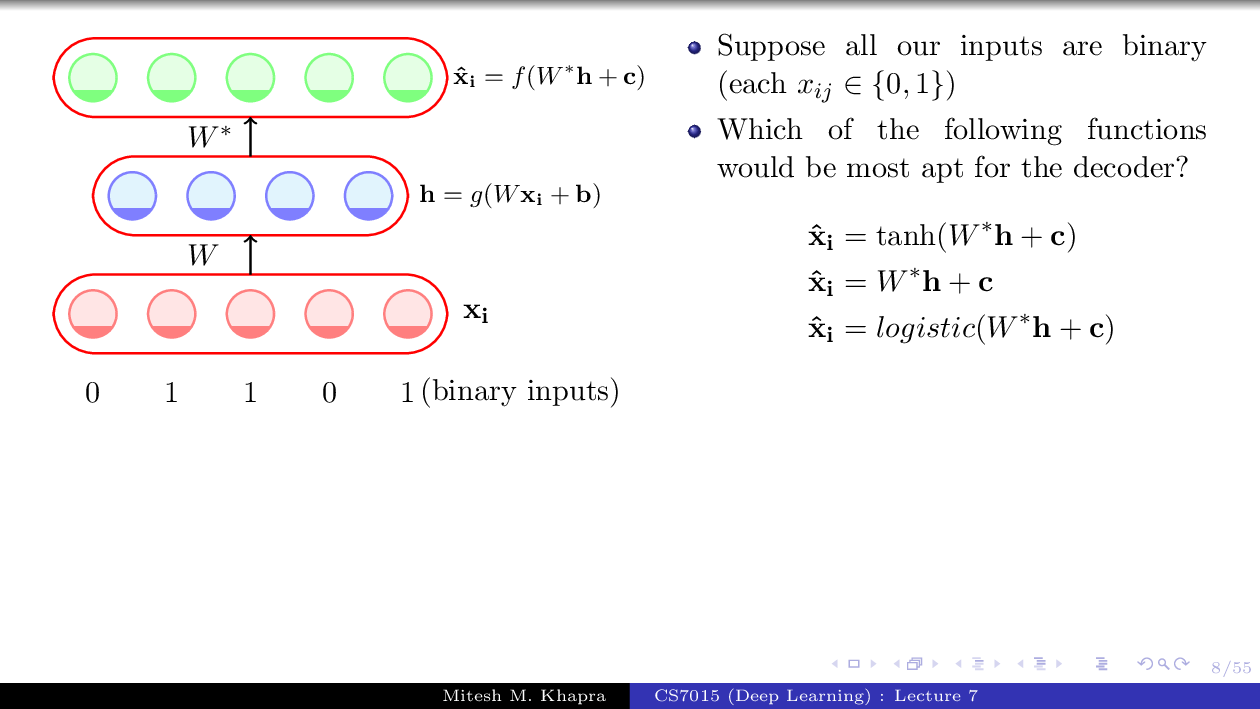 x̂ᵢ = f(W*h + c)
W*
h = g(Wxᵢ + b)
W
xᵢ
0 1 1 0 1 (binary inputs)
Suppose all our inputs are binary
(each xᵢⱼ ∈ {0, 1})
Which of the following functions
would be most apt for the decoder?
x̂ᵢ = tanh(W*h + c)
x̂ᵢ = W*h + c
x̂ᵢ = logistic(W*h + c)
8/55
Mitesh M. Khapra
CS7015 (Deep Learning) : Lecture 7